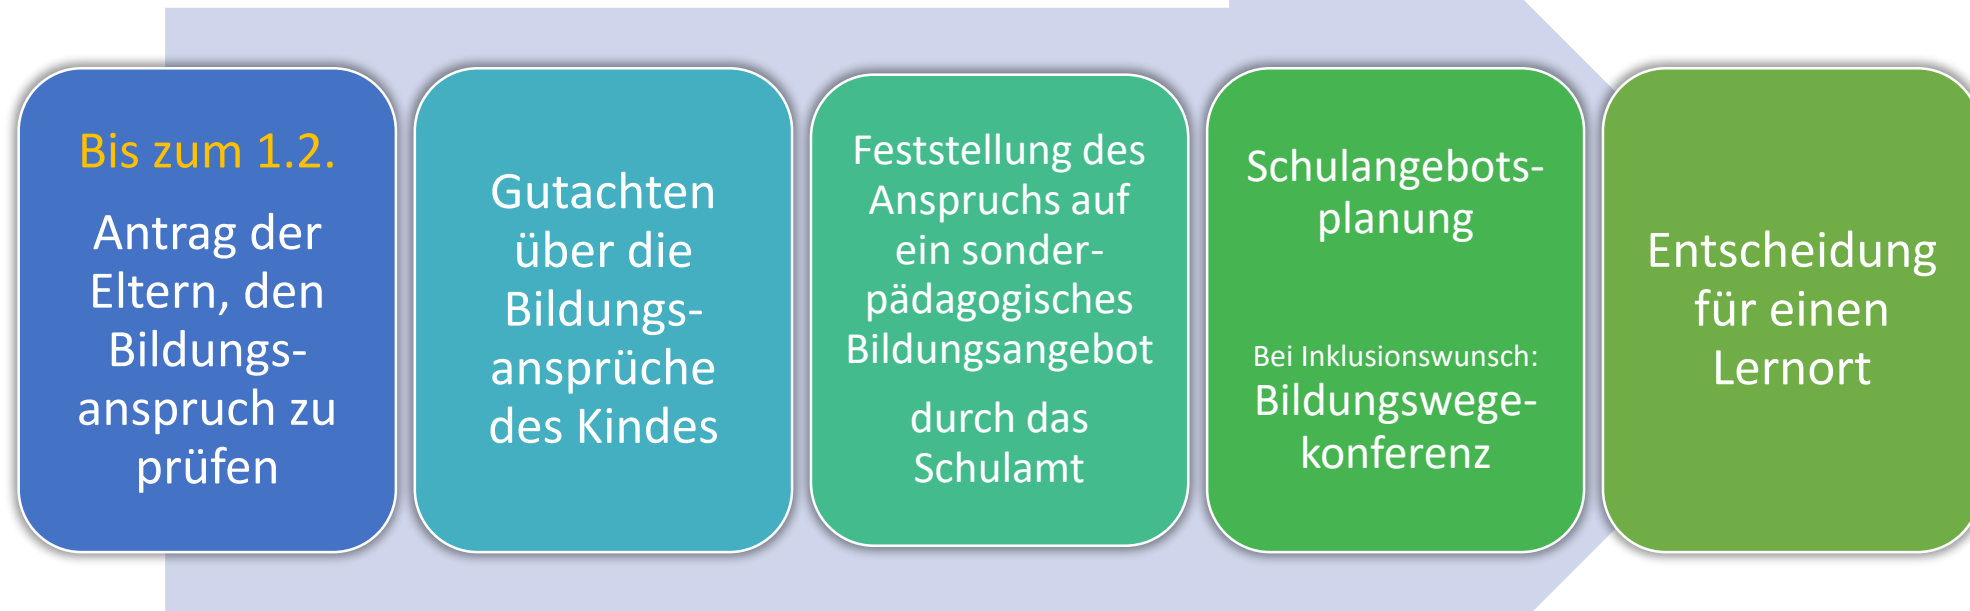 Bis zum 1.2.
Antrag der
Eltern, den
Bildungs-
anspruch zu
prüfen
Gutachten
über die
Bildungs-
ansprüche
des Kindes
Feststellung des
Anspruchs auf
ein sonder-
pädagogisches
Bildungsangebot
durch das
Schulamt
Schulangebots-
planung
Bei Inklusionswunsch:
Bildungswege-
konferenz
Entscheidung
für einen
Lernort